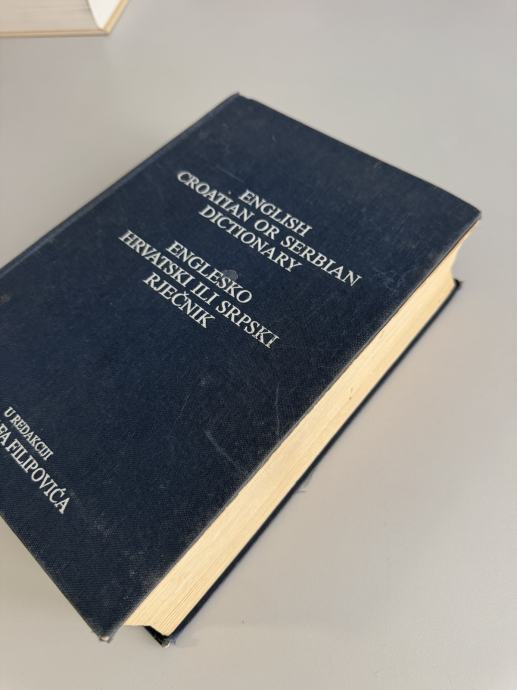 ENGLISH
CROATIAN OR SERBIAN
DICTIONARY
ENGLESKO
HRVATSKI ILI SRPSKI
RJEČNIK
U REDAKCIJI
FILIPOVIĆA